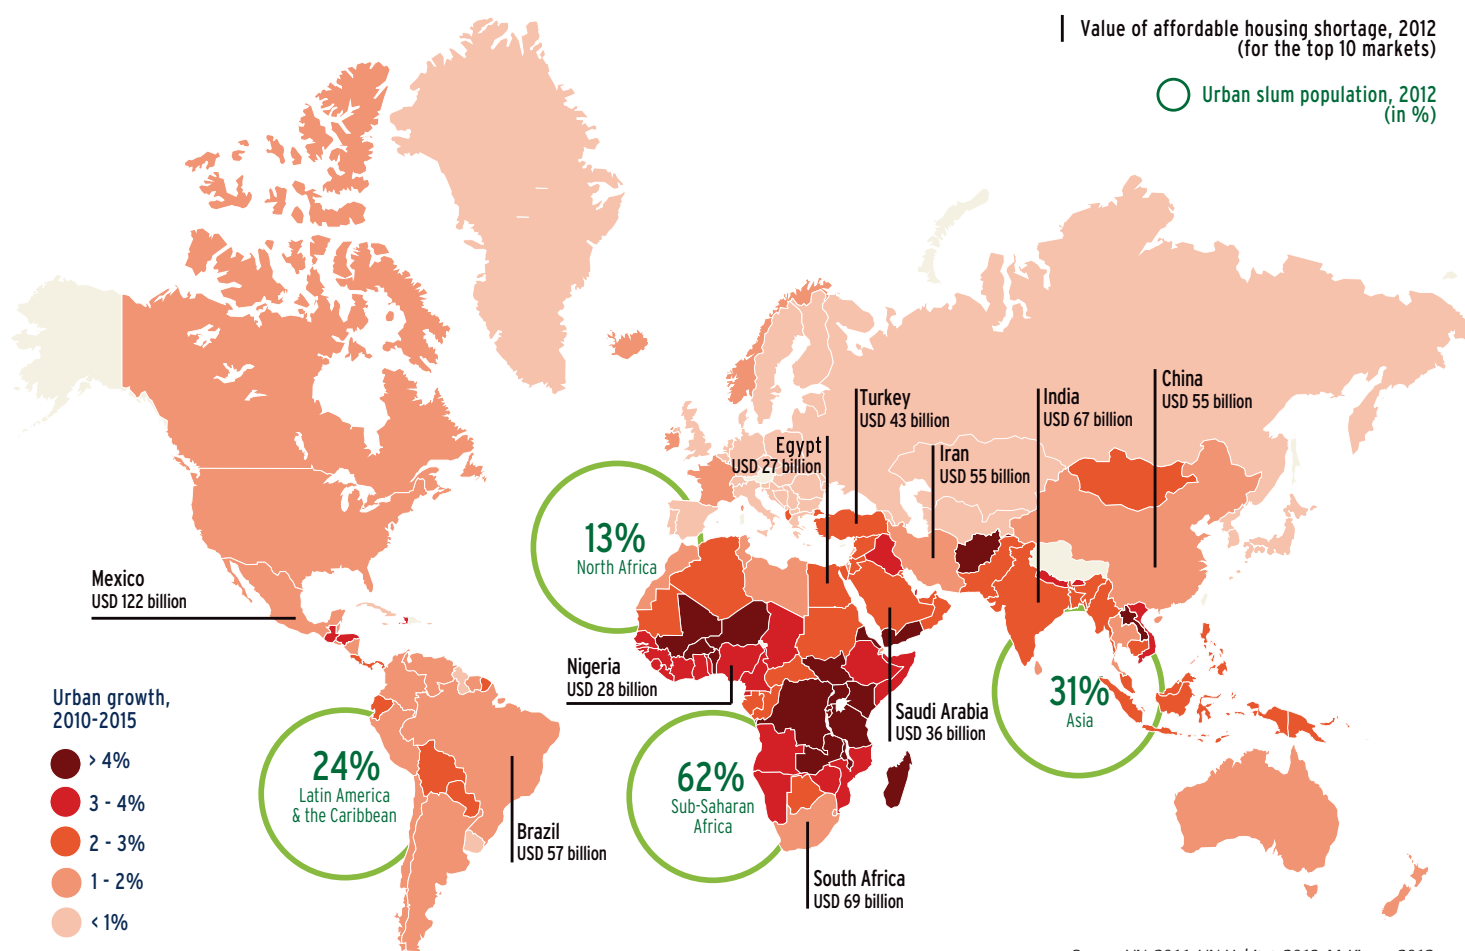 Value of affordable housing shortage, 2012
(for the top 10 markets)
Urban slum population, 2012
(in %)
China
USD 55 billion
India
USD 67 billion
Turkey
USD 43 billion
Egypt
USD 27 billion
Iran
USD 55 billion
13%
North Africa
Mexico
USD 122 billion
Nigeria
USD 28 billion
31%
Asia
Saudi Arabia
USD 36 billion
Urban growth,
2010-2015
> 4%
3 - 4%
2 - 3%
1 - 2%
< 1%
24%
Latin America
& the Caribbean
62%
Sub-Saharan
Africa
Brazil
USD 57 billion
South Africa
USD 69 billion